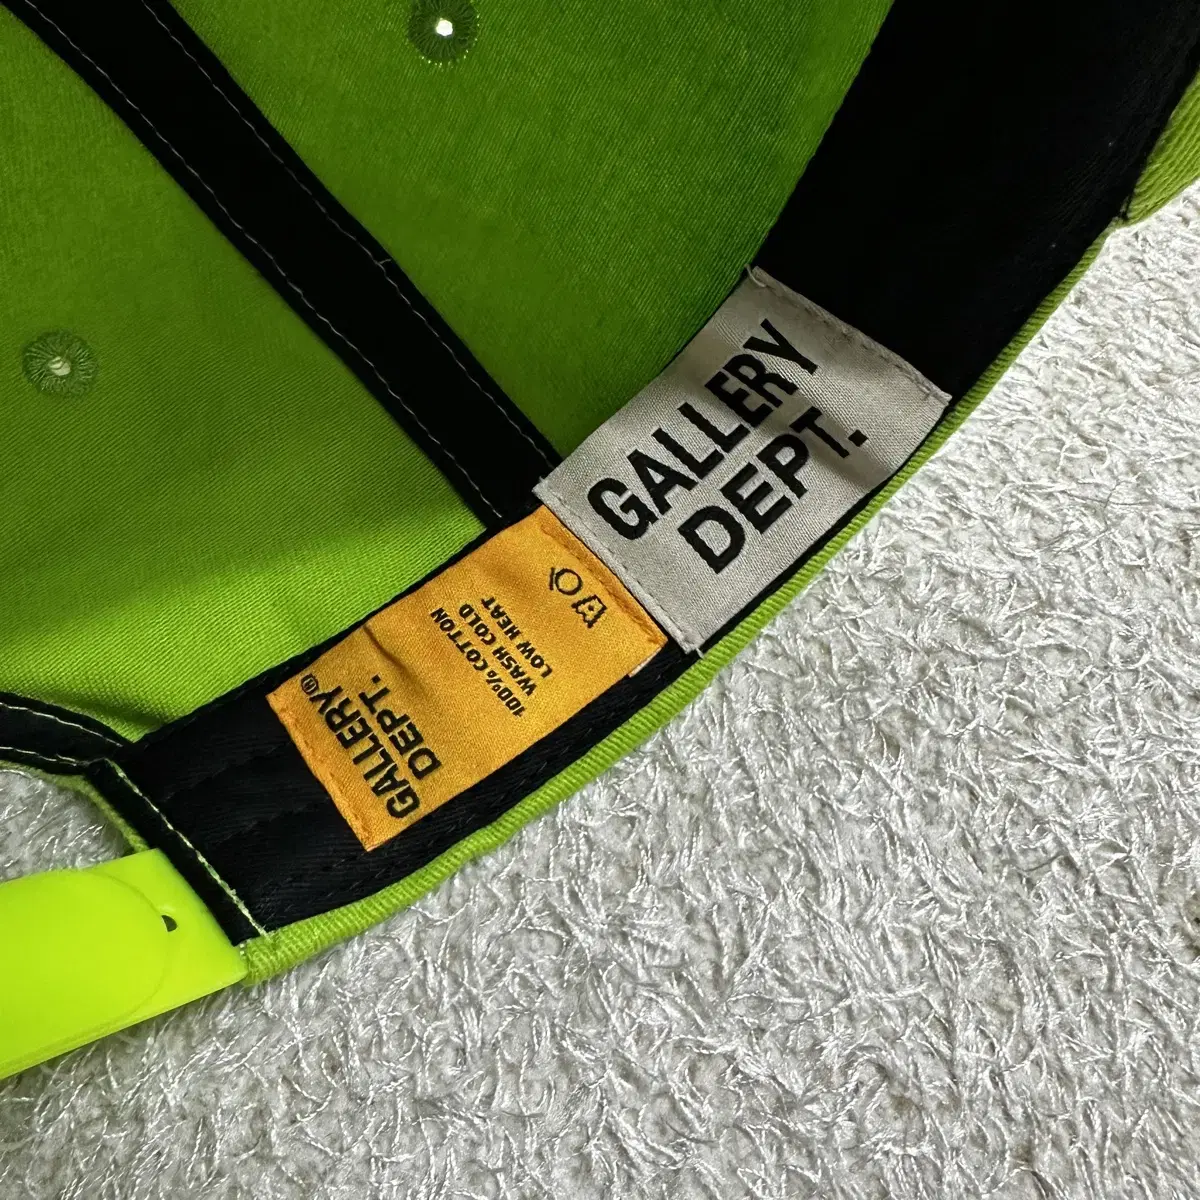 GALLERY
DEPT.
GALLERY®
DEPT.
100% COTTON
WASH COLD
LOW HEAT